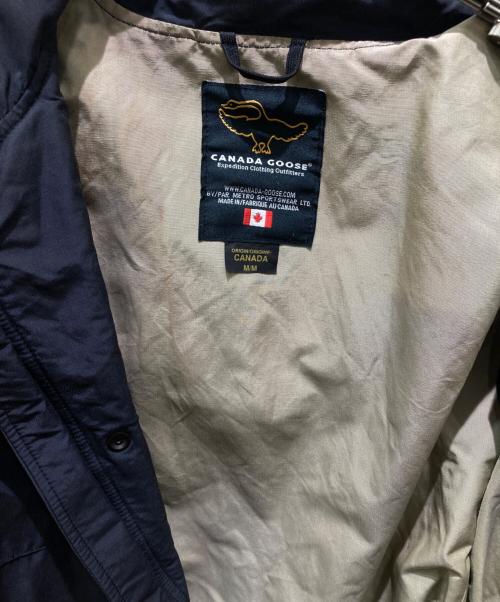 CANADA GOOSE®
Expedition Clothing Outfitters
WWW.CANADA-GOOSE.COM
BY/PAR METRO SPORTSWEAR LTD.
MADE IN/FABRIQUE AU CANADA
ORIGIN/ORIGINE:
CANADA
M/M